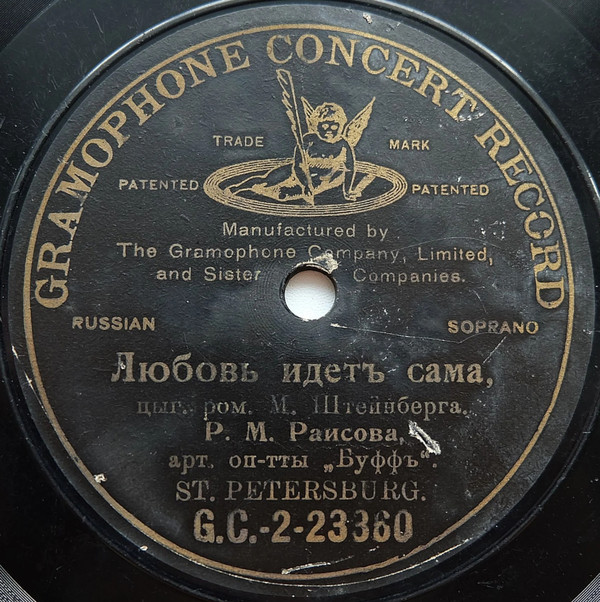 GRAMOPHONE CONCERT RECORD
TRADE MARK
PATENTED PATENTED
Manufactured by
The Gramophone Company, Limited,
and Sister Companies.
RUSSIAN SOPRANO
Любовь идетъ сама,
цыг. ром. М. Штейнберга.
Р. М. Раисова,
арт. оп-тты „Буффъ“.
ST. PETERSBURG.
G.C.-2-23360